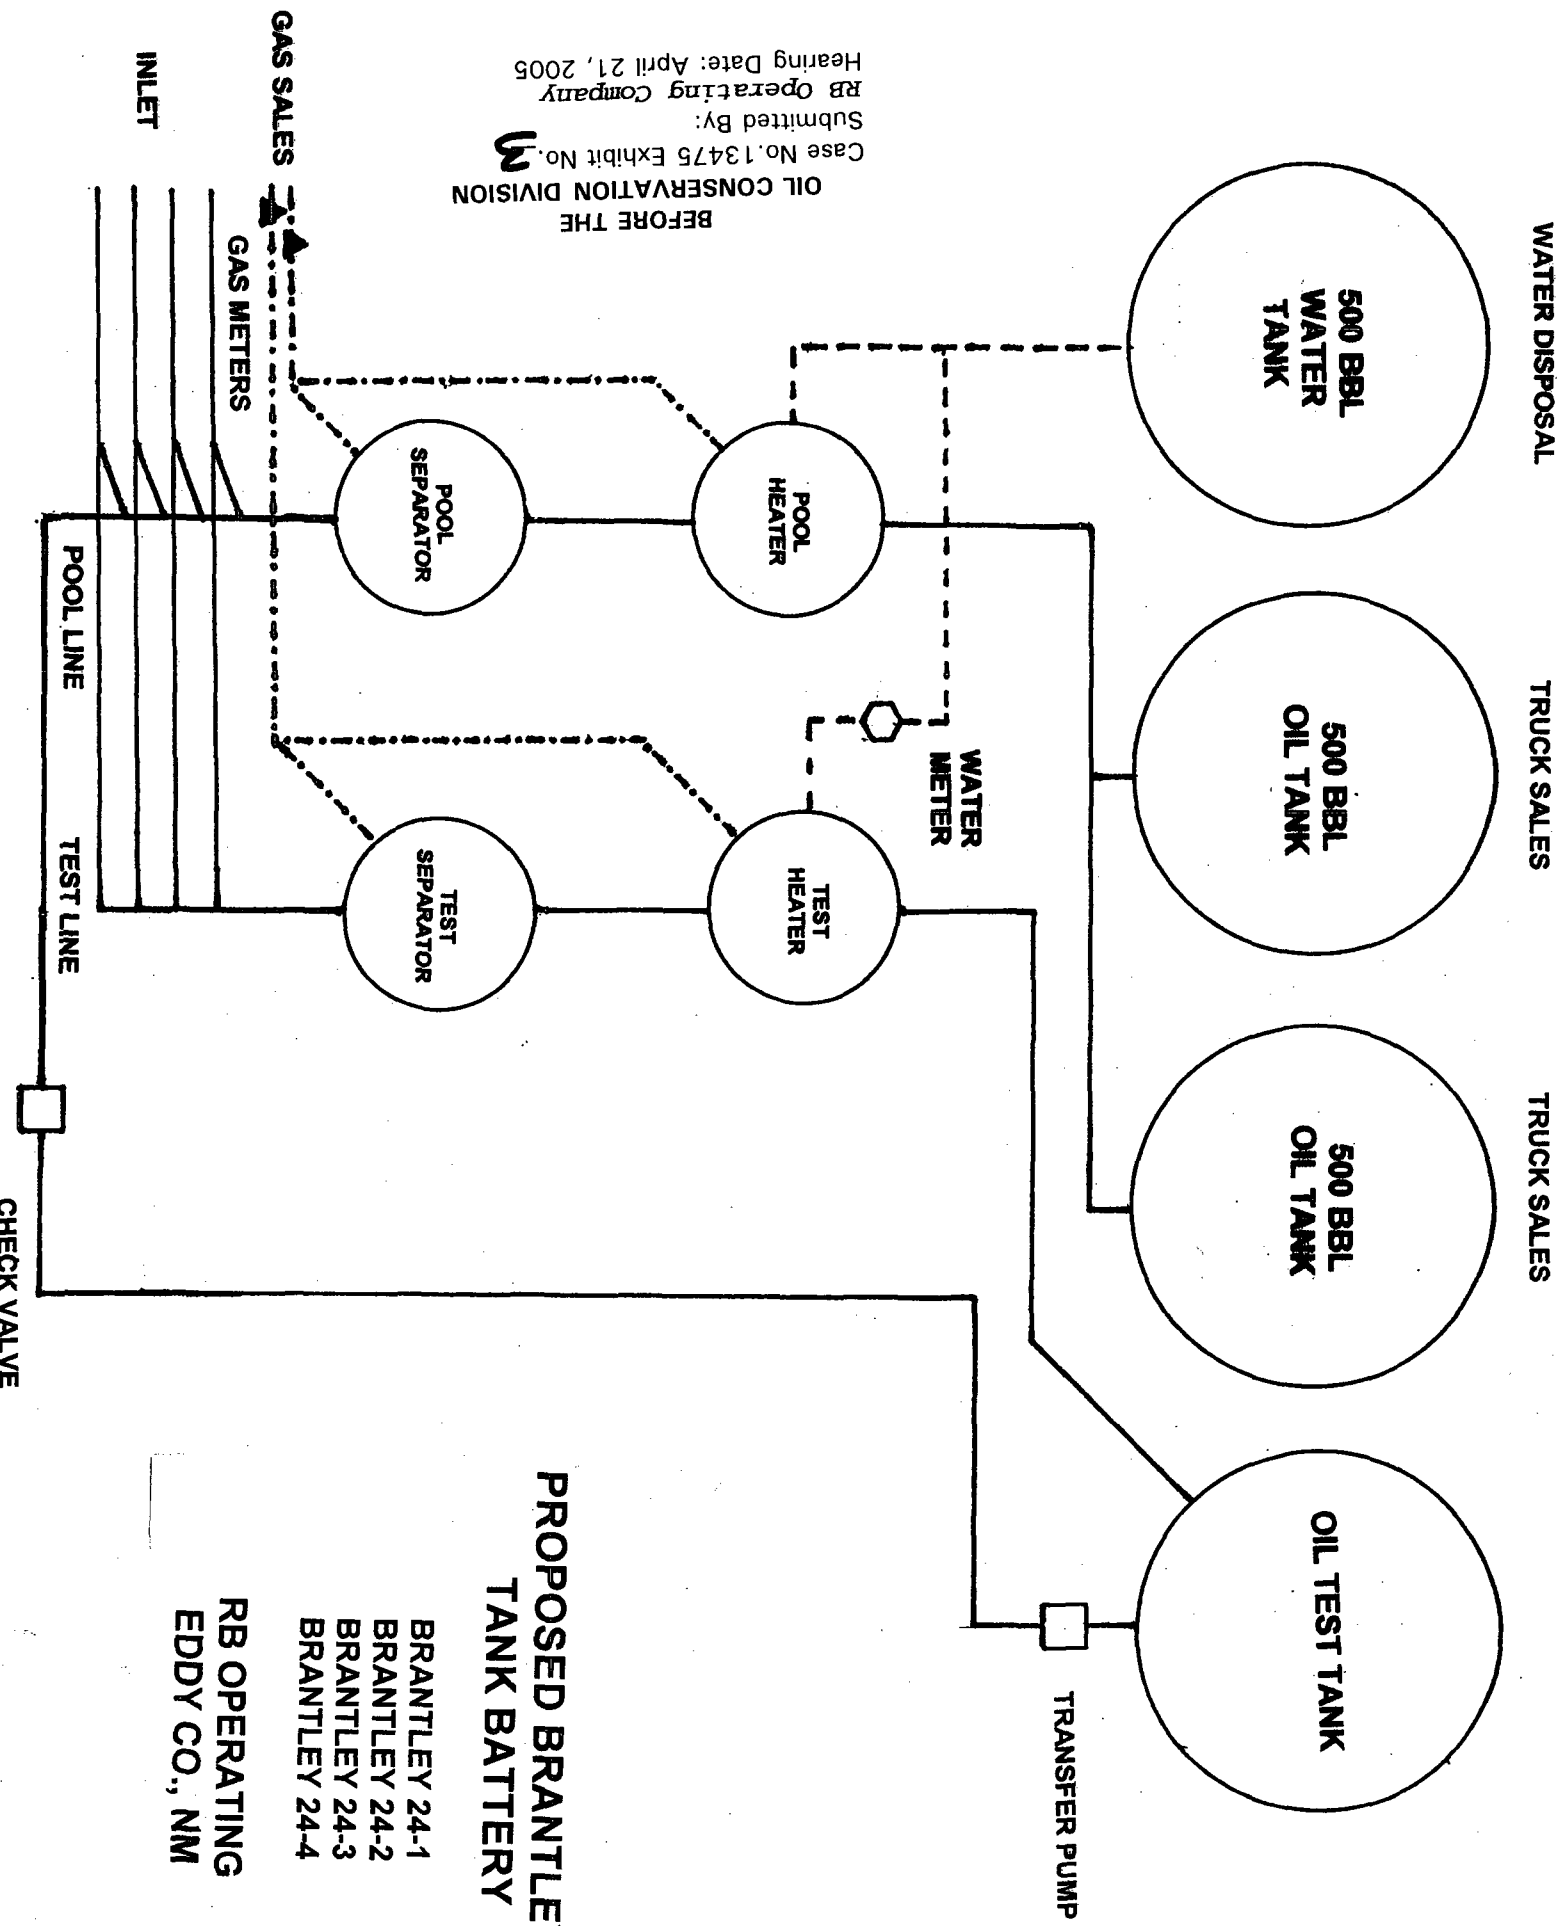 WATER DISPOSAL
TRUCK SALES
TRUCK SALES
500 BBL
WATER
TANK
500 BBL
OIL TANK
500 BBL
OIL TANK
OIL TEST TANK
TRANSFER PUMP
WATER
METER
POOL
HEATER
TEST
HEATER
POOL
SEPARATOR
TEST
SEPARATOR
GAS SALES
GAS METERS
INLET
POOL LINE
TEST LINE
CHECK VALVE
PROPOSED BRANTLE
TANK BATTERY
BRANTLEY 24-1
BRANTLEY 24-2
BRANTLEY 24-3
BRANTLEY 24-4
RB OPERATING
EDDY CO., NM
BEFORE THE
OIL CONSERVATION DIVISION
Case No.13475 Exhibit No. 3
Submitted By:
RB Operating Company
Hearing Date: April 21, 2005